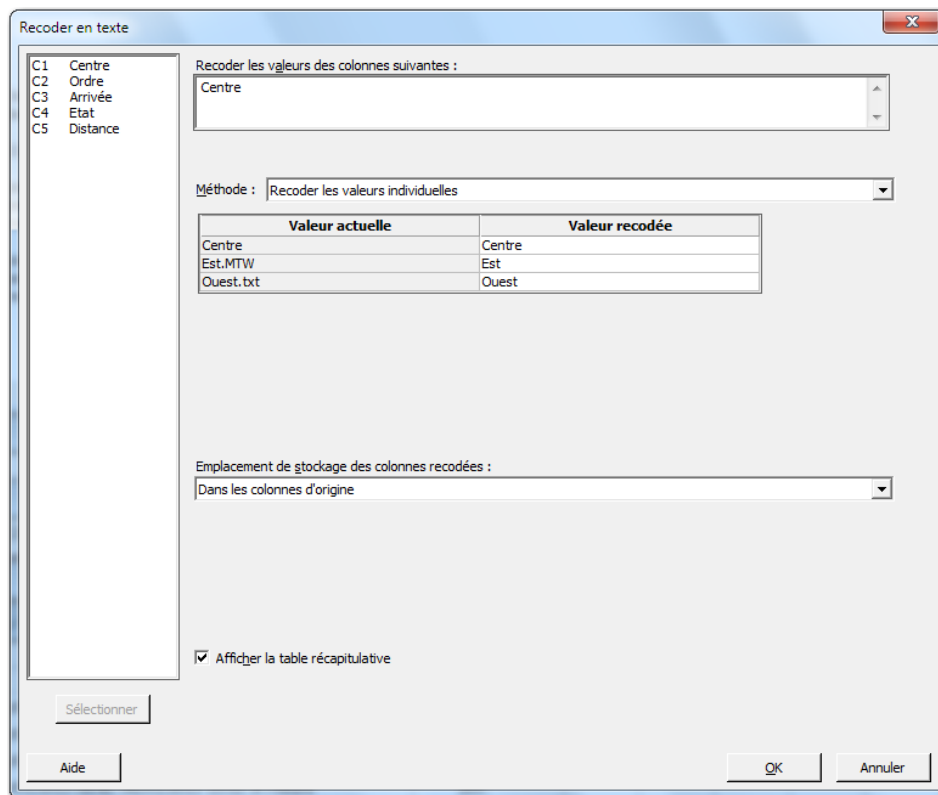 Recoder en texte
C1 Centre
C2 Ordre
C3 Arrivée
C4 Etat
C5 Distance
Recoder les valeurs des colonnes suivantes :
Centre
Méthode : Recoder les valeurs individuelles
Valeur actuelle Valeur recodée
Centre Centre
Est.MTW Est
Ouest.txt Ouest
Emplacement de stockage des colonnes recodées :
Dans les colonnes d'origine
Afficher la table récapitulative
Sélectionner
Aide OK Annuler